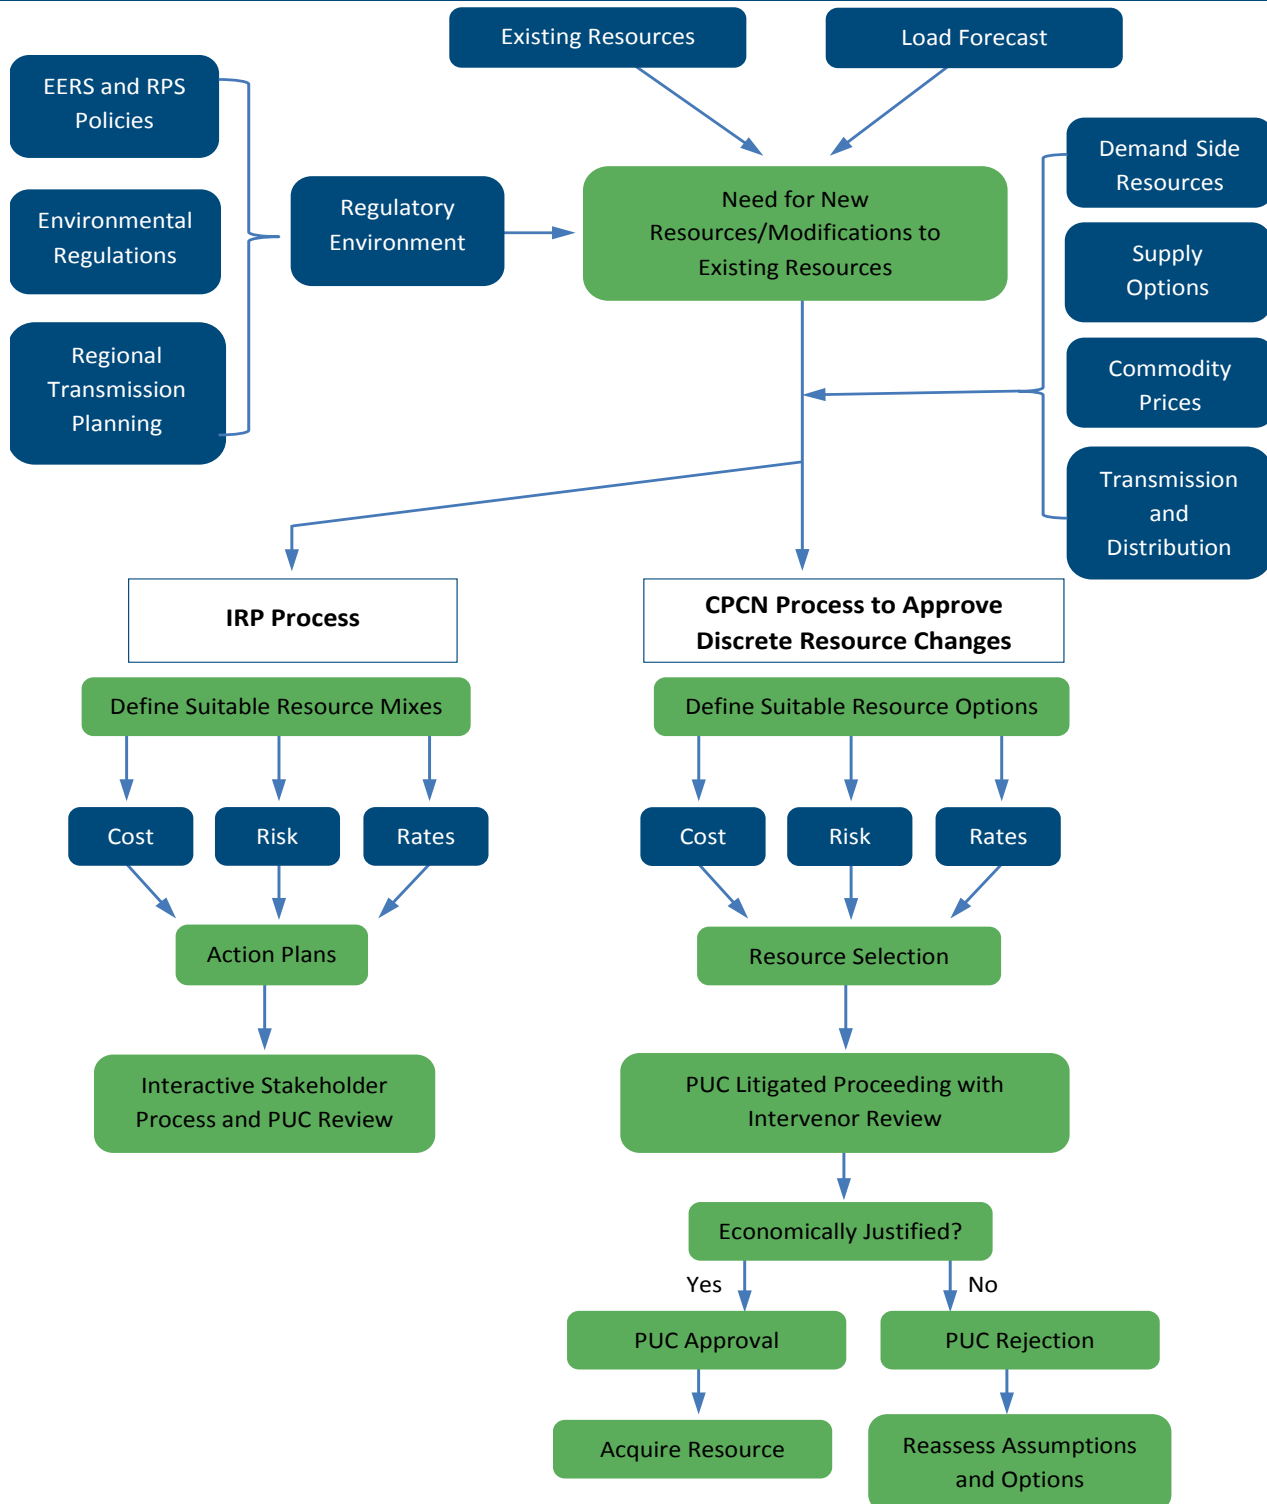 Existing Resources
Load Forecast
EERS and RPS
Policies
Environmental
Regulations
Regional
Transmission
Planning
Regulatory
Environment
Need for New
Resources/Modifications to
Existing Resources
Demand Side
Resources
Supply
Options
Commodity
Prices
Transmission
and
Distribution
IRP Process
CPCN Process to Approve
Discrete Resource Changes
Define Suitable Resource Mixes
Define Suitable Resource Options
Cost
Risk
Rates
Cost
Risk
Rates
Action Plans
Resource Selection
Interactive Stakeholder
Process and PUC Review
PUC Litigated Proceeding with
Intervenor Review
Economically Justified?
Yes
No
PUC Approval
PUC Rejection
Acquire Resource
Reassess Assumptions
and Options